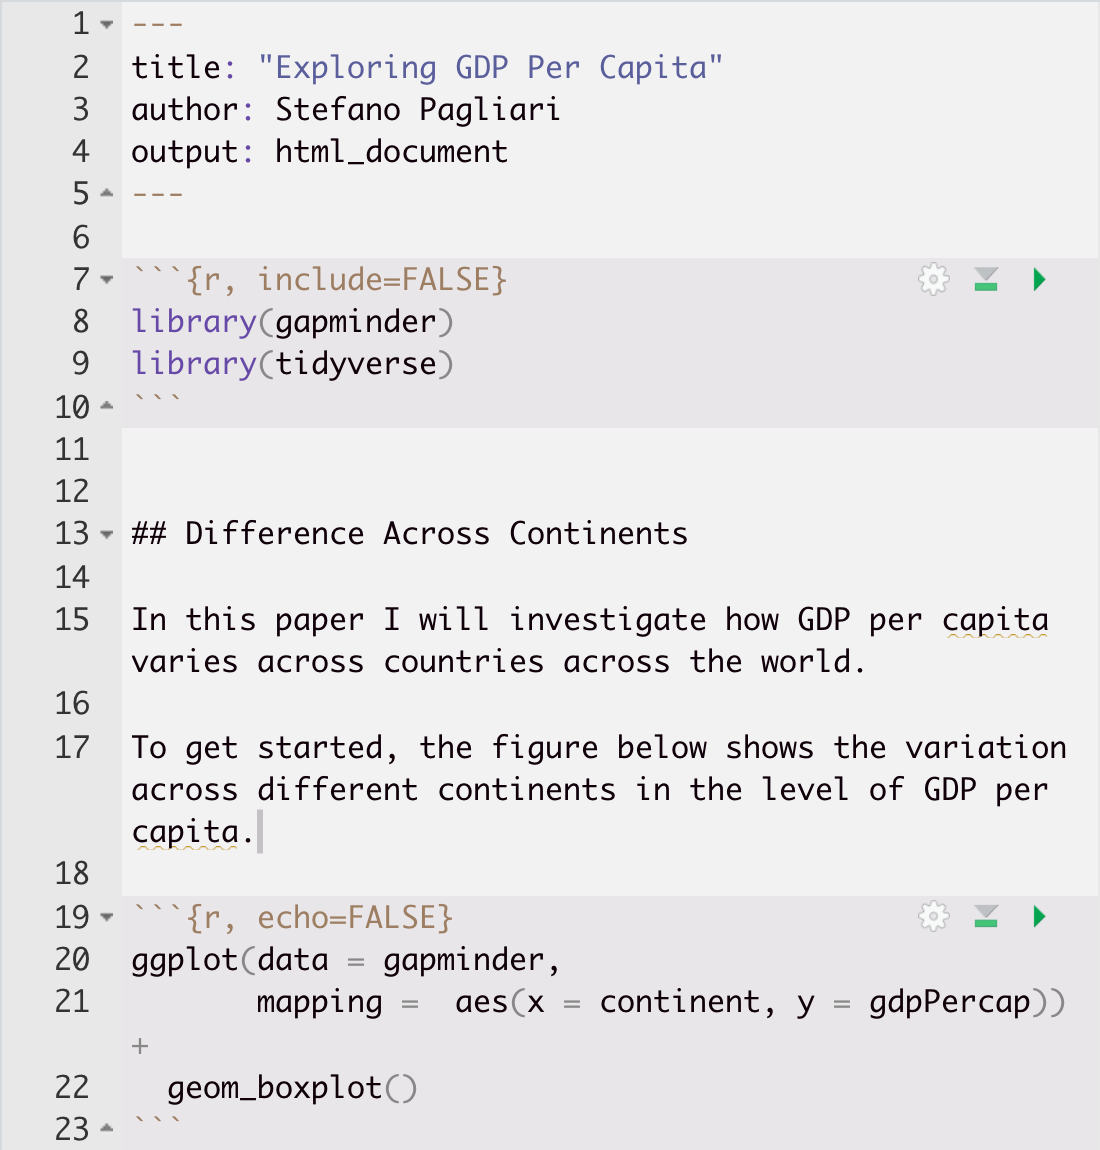 1 ---
2 title: "Exploring GDP Per Capita"
3 author: Stefano Pagliari
4 output: html_document
5 ---
6
7 ```{r, include=FALSE}
8 library(gapminder)
9 library(tidyverse)
10 ```
11
12
13 ## Difference Across Continents
14
15 In this paper I will investigate how GDP per capita
varies across countries across the world.
16
17 To get started, the figure below shows the variation
across different continents in the level of GDP per
capita.
18
19 ```{r, echo=FALSE}
20 ggplot(data = gapminder,
21        mapping =  aes(x = continent, y = gdpPercap))
+
22   geom_boxplot()
23 ```